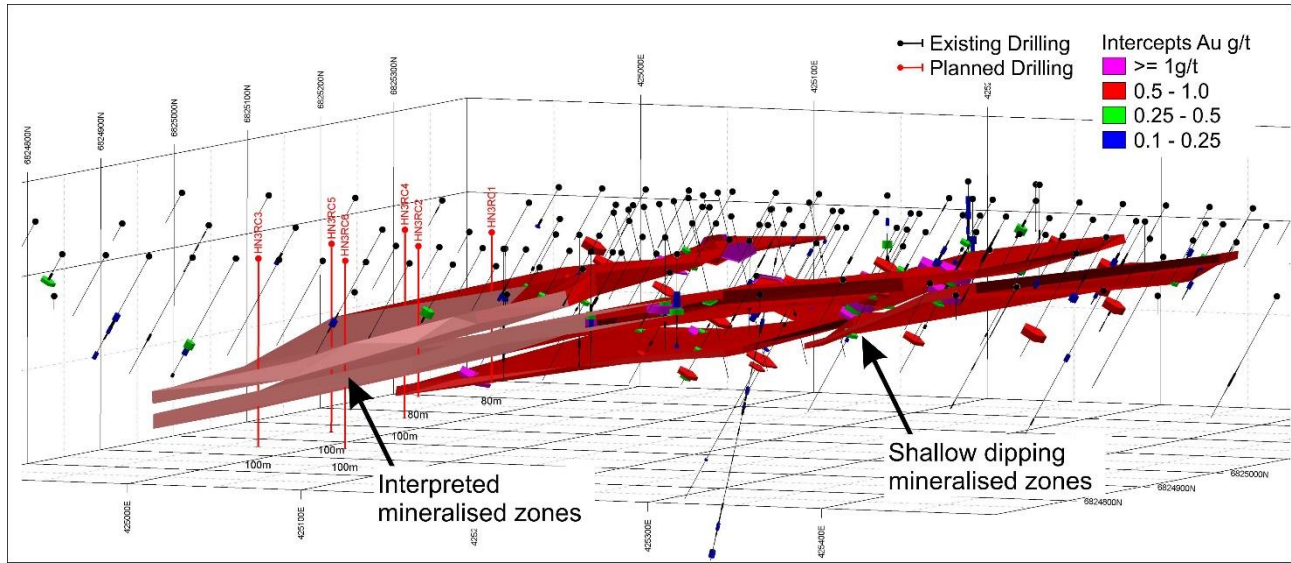 Existing Drilling
Planned Drilling
Intercepts Au g/t
>= 1g/t
0.5 - 1.0
0.25 - 0.5
0.1 - 0.25
6824800N
6824900N
6825000N
6825100N
6825200N
6825300N
425000E
425100E
4252
HN3RC3
HN3RC5
HN3RC6
HN3RC4
HN3RC2
HN3RC1
80m
80m
100m
100m
100m
100m
Interpreted
mineralised zones
Shallow dipping
mineralised zones
425000E
425100E
4252
425300E
425400E
6824800N
6824900N
6825000N